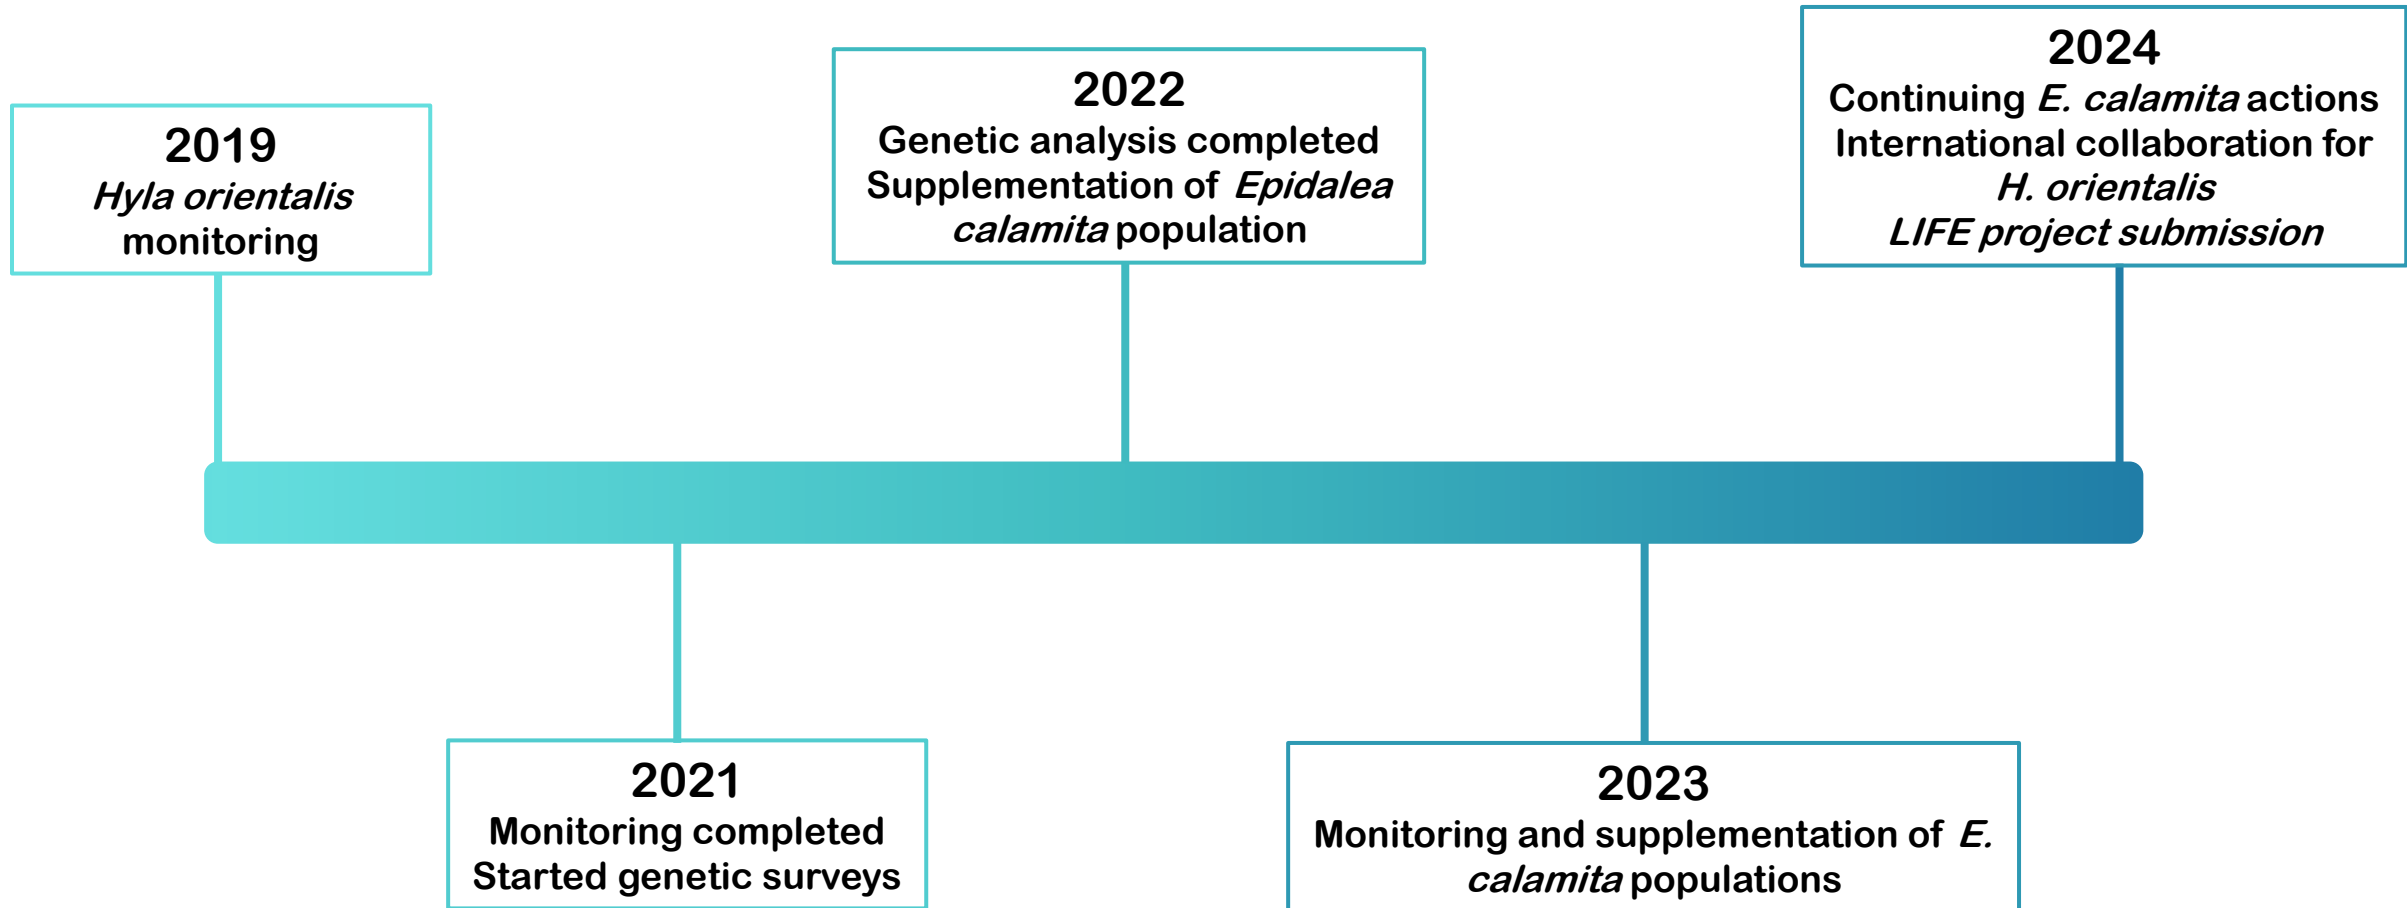 2019
Hyla orientalis
monitoring
2021
Monitoring completed
Started genetic surveys
2022
Genetic analysis completed
Supplementation of Epidalea
calamita population
2023
Monitoring and supplementation of E.
calamita populations
2024
Continuing E. calamita actions
International collaboration for
H. orientalis
LIFE project submission